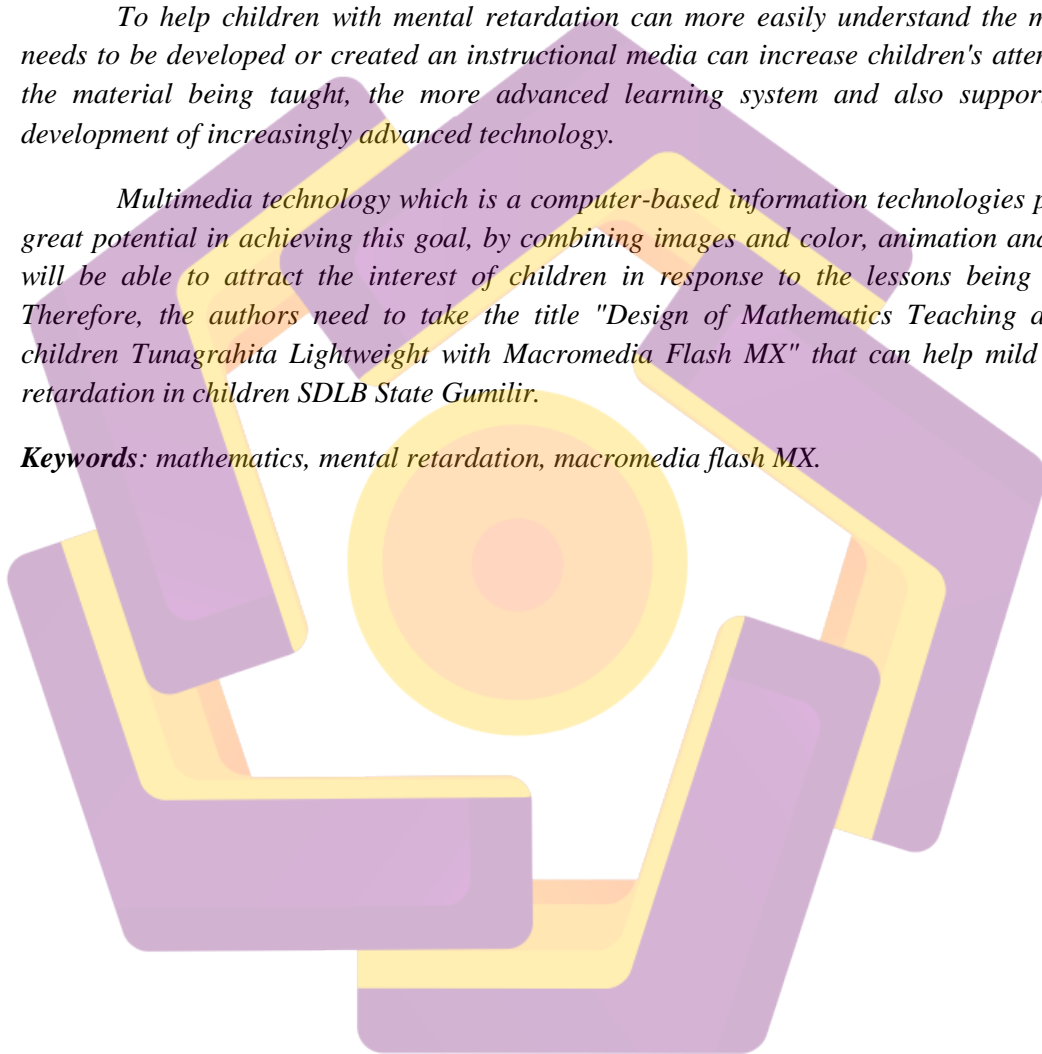 To help children with mental retardation can more easily understand the
needs to be developed or created an instructional media can increase children's
the material being taught, the more advanced learning system and also
development of increasingly advanced technology.
Multimedia technology which is a computer-based information technologies
great potential in achieving this goal, by combining images and color, animation
will be able to attract the interest of children in response to the lessons being
Therefore, the authors need to take the title "Design of Mathematics Teaching
children Tunagrahita Lightweight with Macromedia Flash MX" that can help mild
retardation in children SDLB State Gumilir.
Keywords: mathematics, mental retardation, macromedia flash MX.